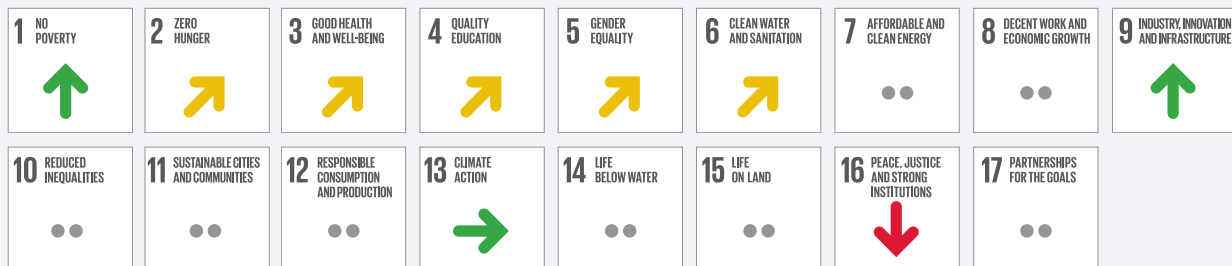 1 NO
POVERTY
2 ZERO
HUNGER
3 GOOD HEALTH
AND WELL-BEING
4 QUALITY
EDUCATION
5 GENDER
EQUALITY
6 CLEAN WATER
AND SANITATION
7 AFFORDABLE AND
CLEAN ENERGY
8 DECENT WORK AND
ECONOMIC GROWTH
9 INDUSTRY, INNOVATION
AND INFRASTRUCTURE
10 REDUCED
INEQUALITIES
11 SUSTAINABLE CITIES
AND COMMUNITIES
12 RESPONSIBLE
CONSUMPTION
AND PRODUCTION
13 CLIMATE
ACTION
14 LIFE
BELOW WATER
15 LIFE
ON LAND
16 PEACE, JUSTICE
AND STRONG
INSTITUTIONS
17 PARTNERSHIPS
FOR THE GOALS